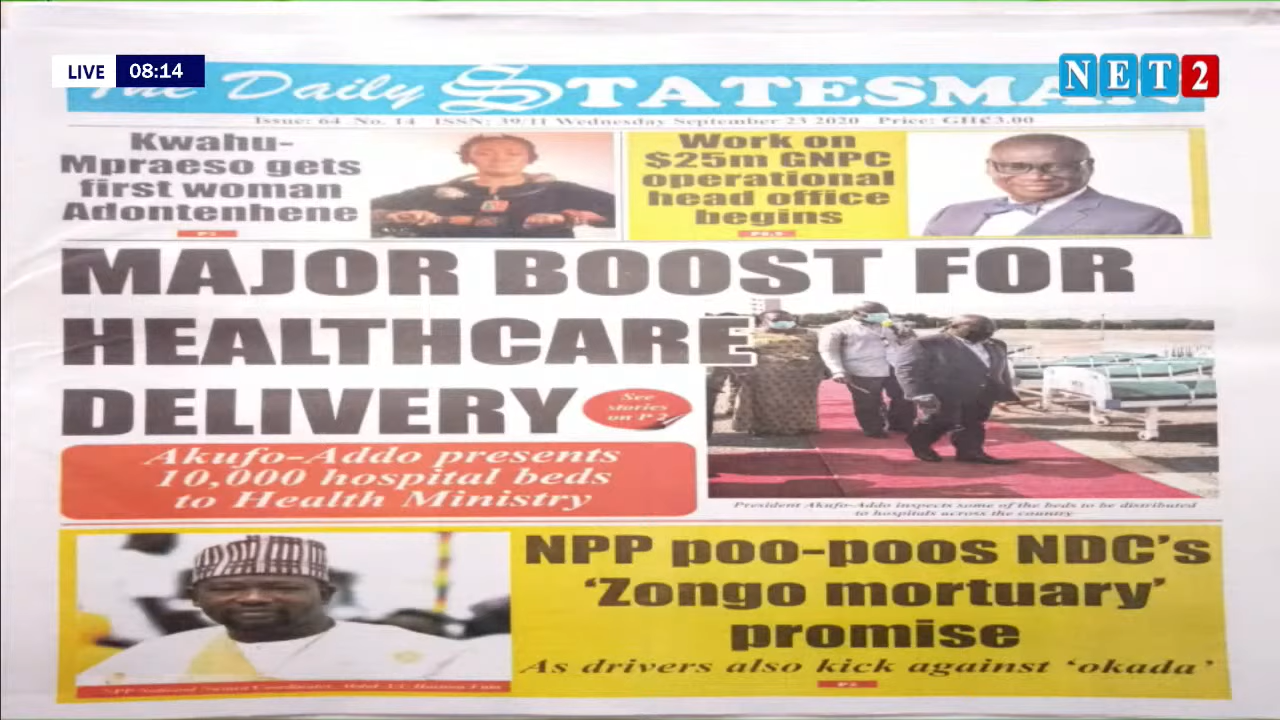 LIVE 08:14
NET2
The Daily STATESMAN
Issue: 64 No. 14 ISSN: 39/11 Wednesday September 23 2020 Price: GH¢3.00
Kwahu-
Mpraeso gets
first woman
Adontenhene
Work on
$25m GNPC
operational
head office
begins
MAJOR BOOST FOR
HEALTHCARE
DELIVERY
See
stories
on P 2
Akufo-Addo presents
10,000 hospital beds
to Health Ministry
President Akufo-Addo inspects some of the beds to be distributed
to hospitals across the country
NPP poo-poos NDC's
'Zongo mortuary'
promise
As drivers also kick against 'okada'